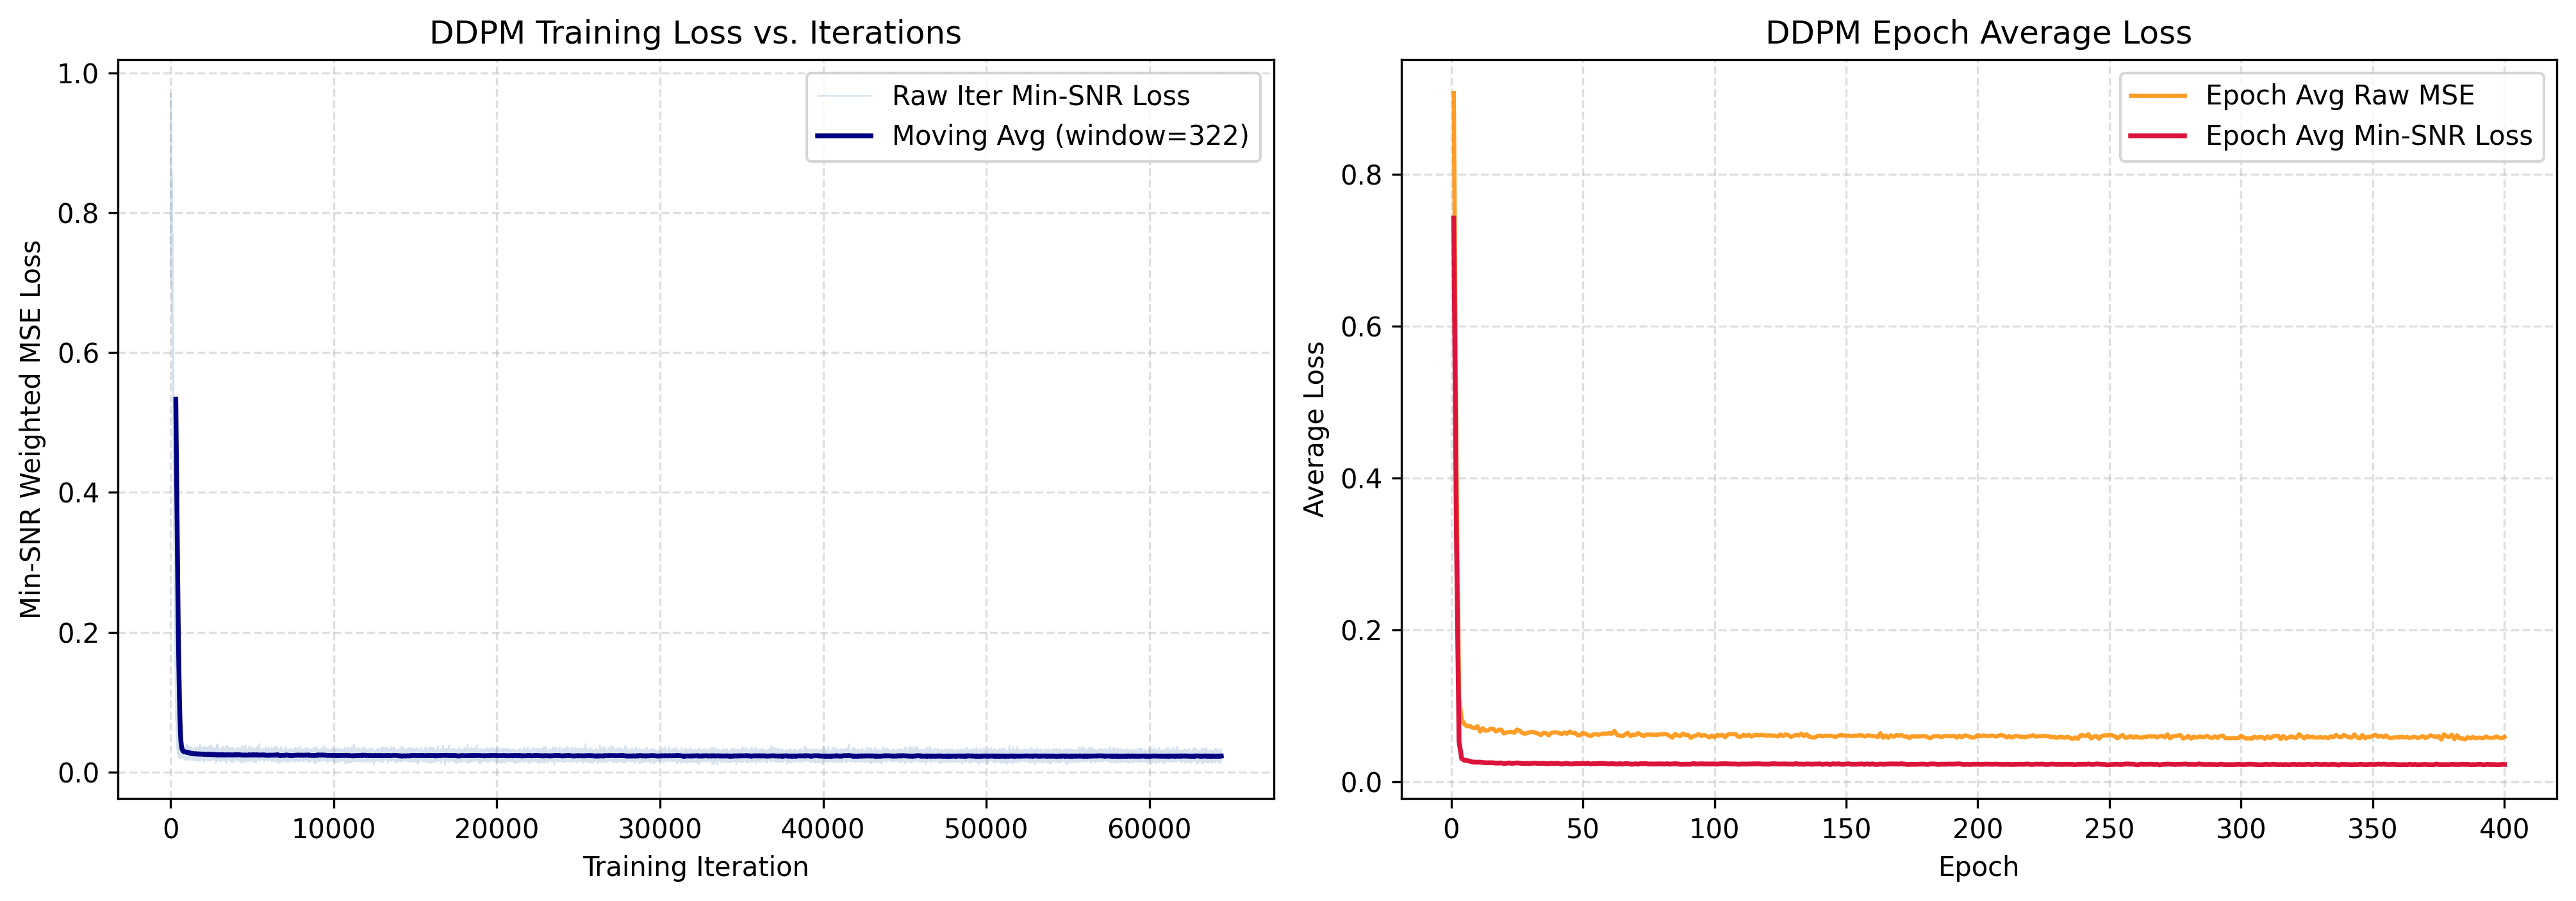 DDPM Training Loss vs. Iterations
1.0
0.8
0.6
0.4
0.2
0.0
Min-SNR Weighted MSE Loss
Raw Iter Min-SNR Loss
Moving Avg (window=322)
0 10000 20000 30000 40000 50000 60000
Training Iteration
DDPM Epoch Average Loss
0.8
0.6
0.4
0.2
0.0
Average Loss
Epoch Avg Raw MSE
Epoch Avg Min-SNR Loss
0 50 100 150 200 250 300 350 400
Epoch